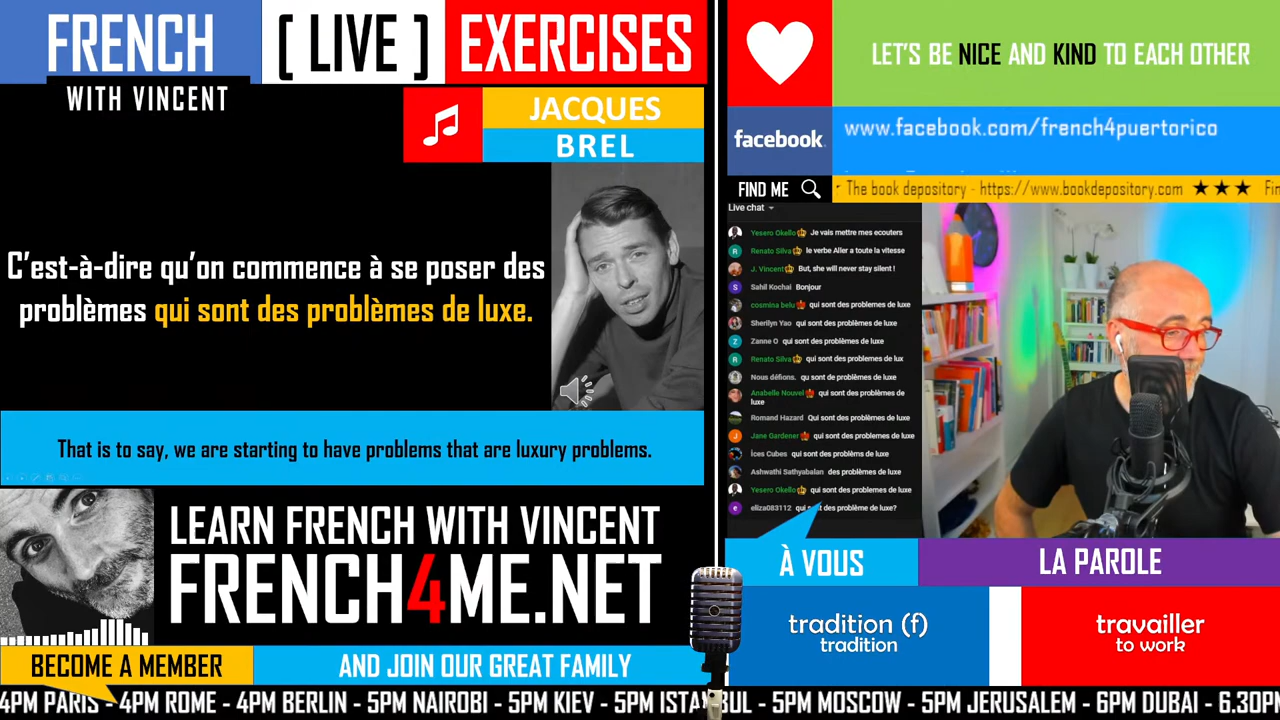 FRENCH
WITH VINCENT
[ LIVE ]
EXERCISES
JACQUES
BREL
C'est-à-dire qu'on commence à se poser des
problèmes qui sont des problèmes de luxe.
That is to say, we are starting to have problems that are luxury problems.
LEARN FRENCH WITH VINCENT
FRENCH4ME.NET
BECOME A MEMBER
AND JOIN OUR GREAT FAMILY
LET'S BE NICE AND KIND TO EACH OTHER
facebook.
www.facebook.com/french4puertorico
FIND ME
The book depository - https://www.bookdepository.com ★★★
Live chat
Yesero Okello Je vais mettre mes ecouters
Renato Silva le verbe Aller a toute la vitesse
J. Vincent But, she will never stay silent !
Sahil Kochai Bonjour
cosmina belu qui sont des problemes de luxe
Sherilyn Yao qui sont des problèmes de luxe
Zanne O qui sont des problèmes de luxe
Renato Silva qui sont des problemes de lux
Nous défions. qu sont de problèmes de luxe
Anabelle Nouvel qui sont des problèmes de
luxe
Romand Hazard Qui sont des problèmes de luxe
Jane Gardener qui sont des problemes de luxe
İces Cubes qui sont des problèms de luxe
Ashwathi Sathyabalan des problèmes de luxe
Yesero Okello qui sont des problemes de luxe
eliza083112 qui des problème de luxe?
À VOUS
LA PAROLE
tradition (f)
tradition
travailler
to work
4PM PARIS - 4PM ROME - 4PM BERLIN - 5PM NAIROBI - 5PM KIEV - 5PM ISTANBUL - 5PM MOSCOW - 5PM JERUSALEM - 6PM DUBAI - 6.30PM